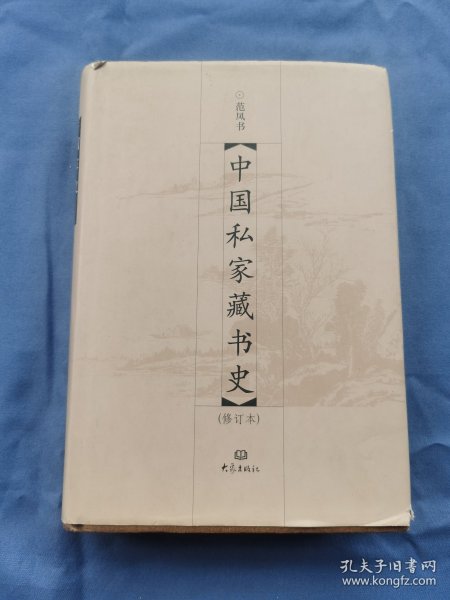 ⊙范凤书
【中国私家藏书史】
(修订本)
大象出版社
孔夫子旧书网
www.kongfz.com